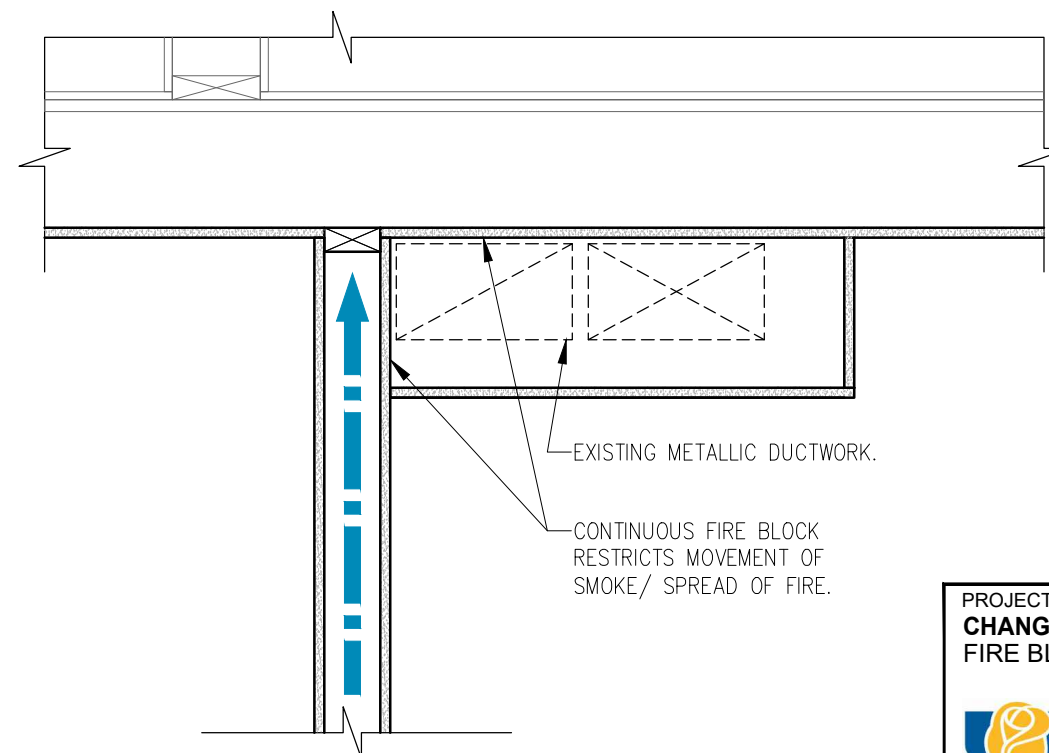 EXISTING METALLIC DUCTWORK.
CONTINUOUS FIRE BLOCK
RESTRICTS MOVEMENT OF
SMOKE/ SPREAD OF FIRE.
PROJECT
CHANG
FIRE BL